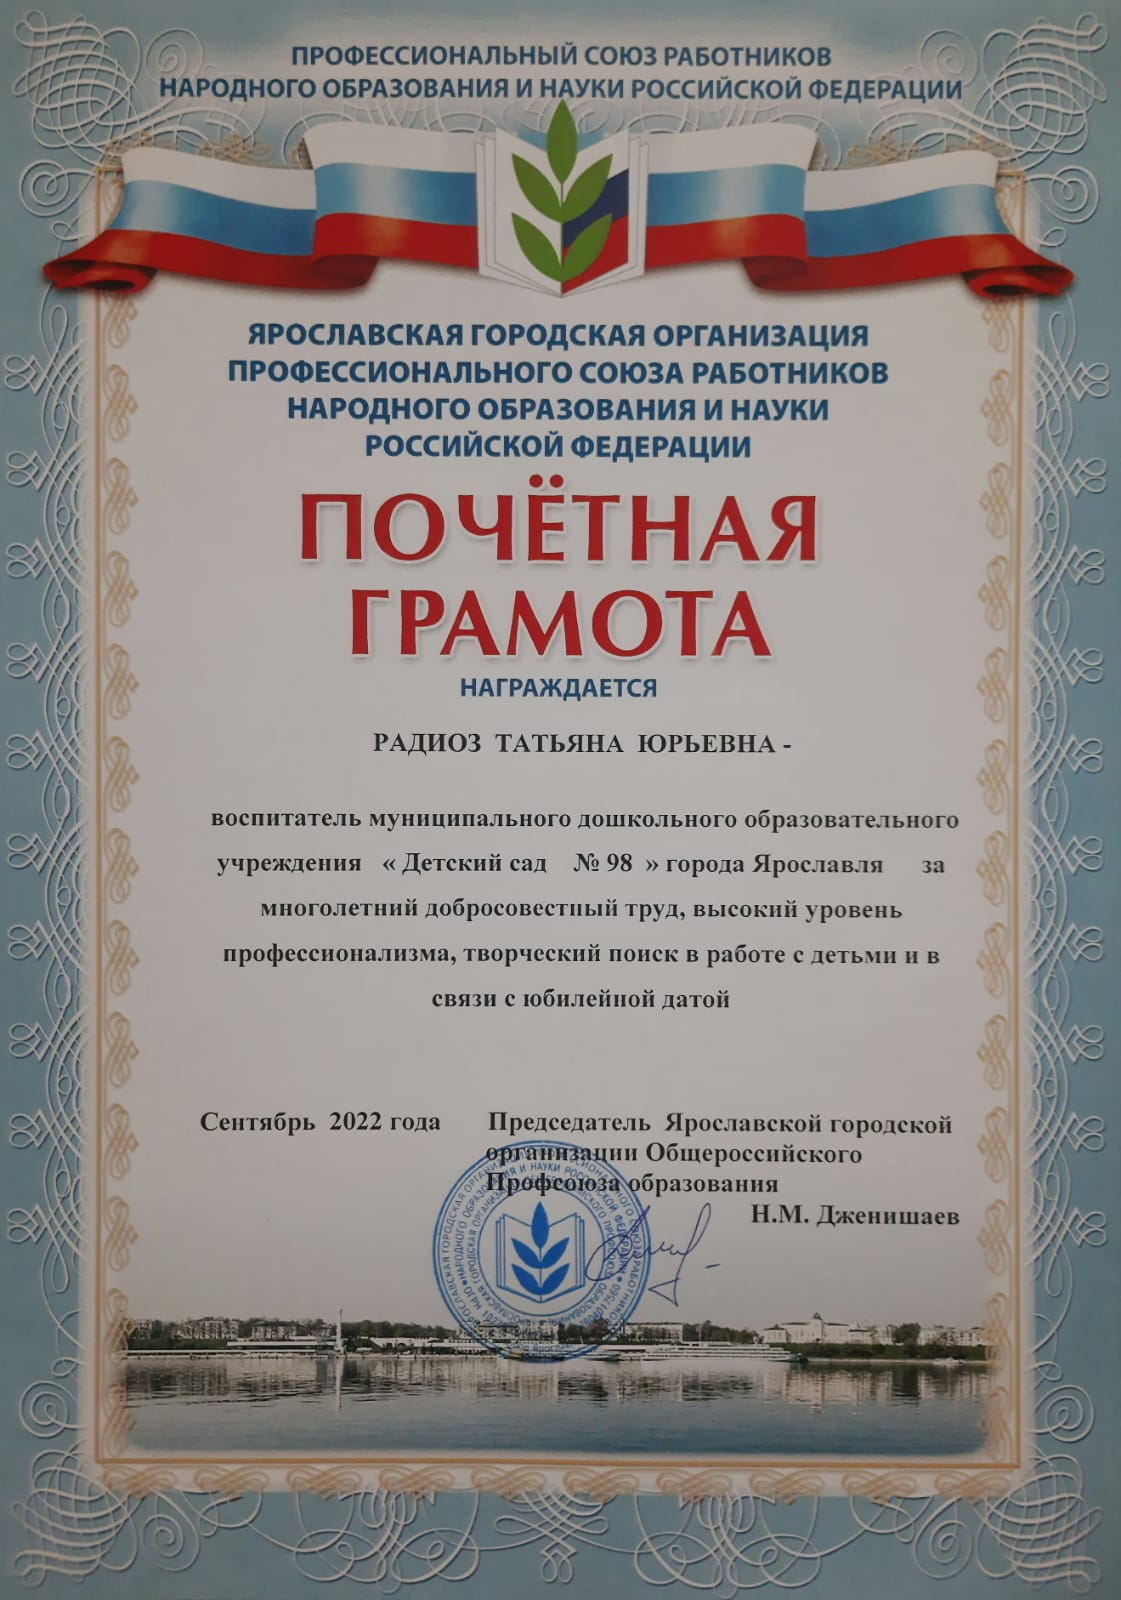 ПРОФЕССИОНАЛЬНЫЙ СОЮЗ РАБОТНИКОВ
НАРОДНОГО ОБРАЗОВАНИЯ И НАУКИ РОССИЙСКОЙ ФЕДЕРАЦИИ
ЯРОСЛАВСКАЯ ГОРОДСКАЯ ОРГАНИЗАЦИЯ
ПРОФЕССИОНАЛЬНОГО СОЮЗА РАБОТНИКОВ
НАРОДНОГО ОБРАЗОВАНИЯ И НАУКИ
РОССИЙСКОЙ ФЕДЕРАЦИИ
ПОЧЁТНАЯ
ГРАМОТА
НАГРАЖДАЕТСЯ
РАДИОЗ ТАТЬЯНА ЮРЬЕВНА -
воспитатель муниципального дошкольного образовательного
учреждения « Детский сад № 98 » города Ярославля за
многолетний добросовестный труд, высокий уровень
профессионализма, творческий поиск в работе с детьми и в
связи с юбилейной датой
Сентябрь 2022 года Председатель Ярославской городской
организации Общероссийского
Профсоюза образования
Н.М. Дженишаев